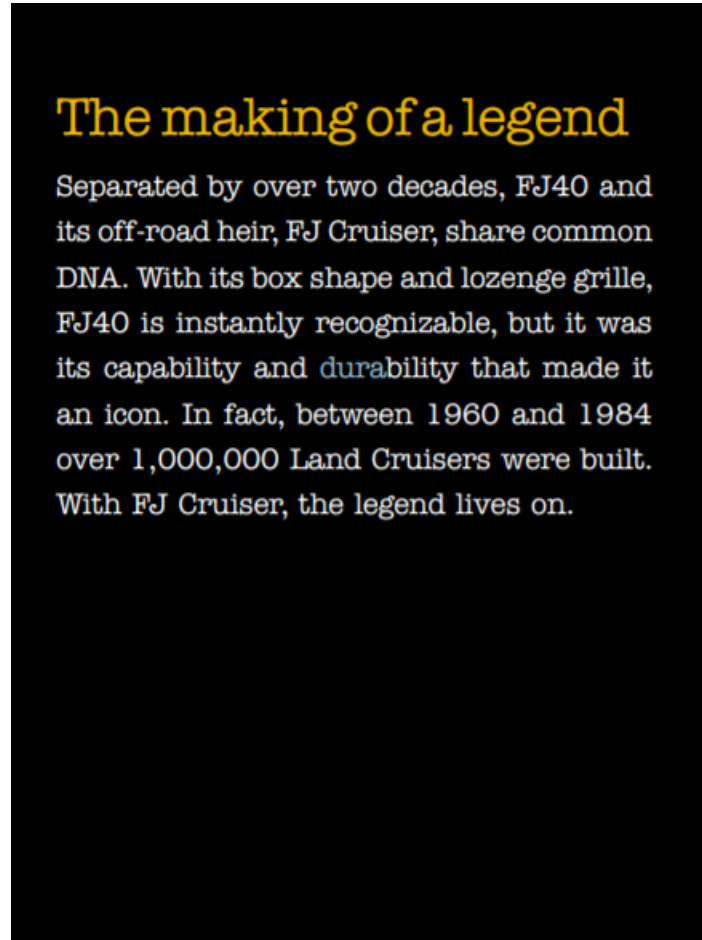 The making of a legend
Separated by over two decades, FJ40 and
its off-road heir, FJ Cruiser, share common
DNA. With its box shape and lozenge grille,
FJ40 is instantly recognizable, but it was
its capability and durability that made it
an icon. In fact, between 1960 and 1984
over 1,000,000 Land Cruisers were built.
With FJ Cruiser, the legend lives on.